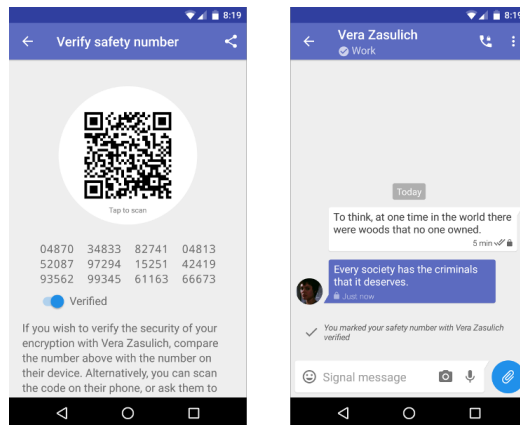 8:19
Verify safety number
Tap to scan
04870 34833 82741 04813
52087 97294 15251 42419
93562 99345 61163 66673
Verified
If you wish to verify the security of your
encryption with Vera Zasulich, compare
the number above with the number on
their device. Alternatively, you can scan
the code on their phone, or ask them to
8:19
Vera Zasulich
Work
Today
To think, at one time in the world there
were woods that no one owned.
5 min
Every society has the criminals
that it deserves.
Just now
You marked your safety number with Vera Zasulich
verified
Signal message